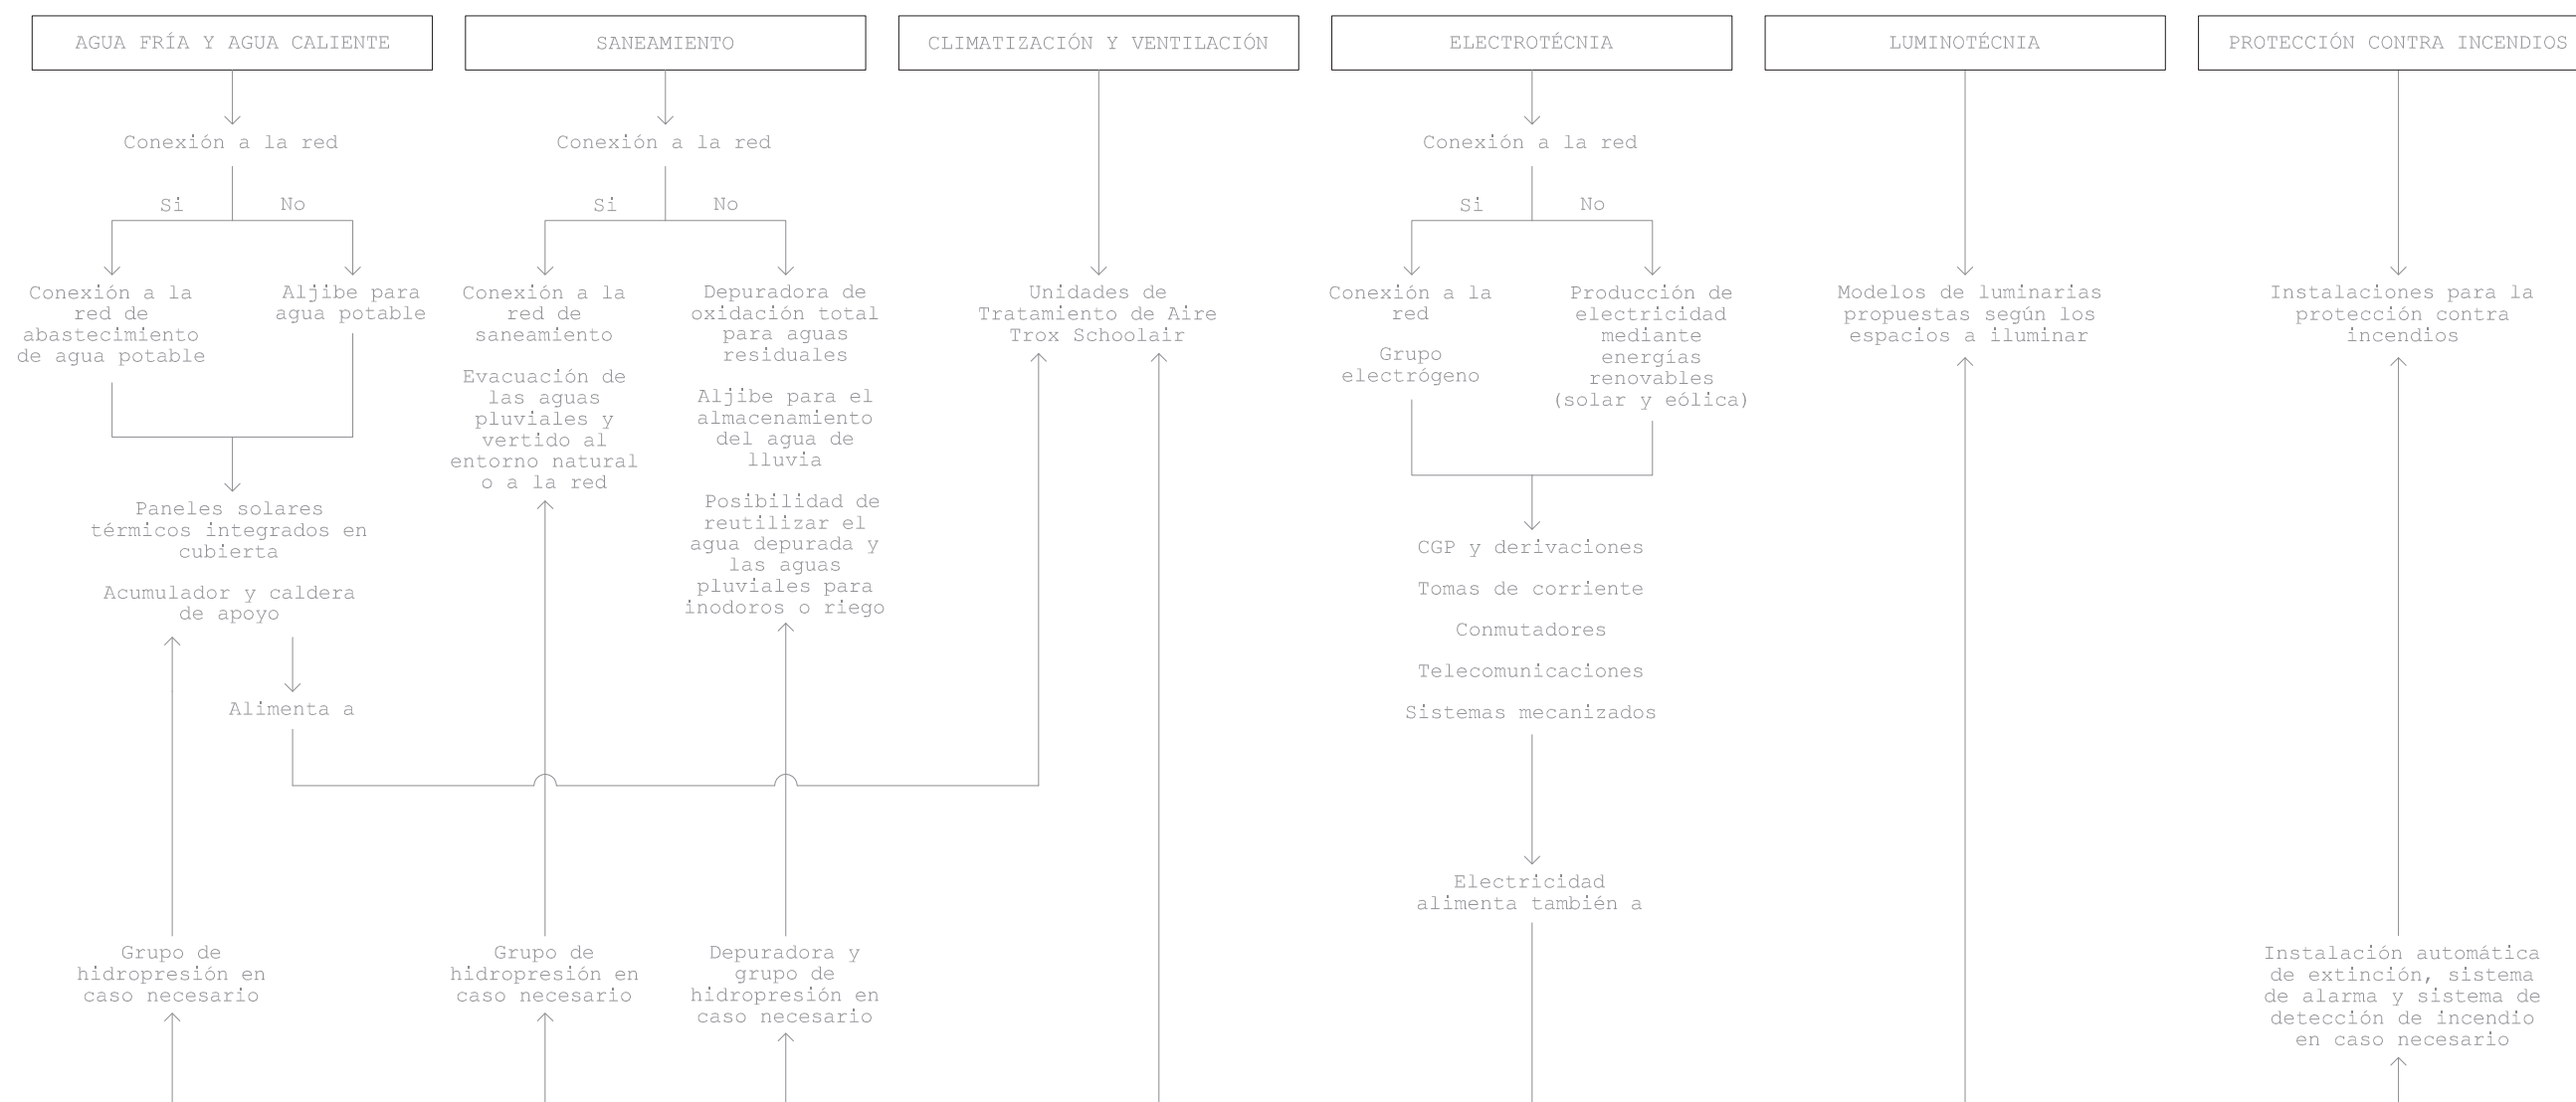 AGUA FRÍA Y AGUA CALIENTE
SANEAMIENTO
CLIMATIZACIÓN Y VENTILACIÓN
ELECTROTÉCNIA
LUMINOTÉCNIA
PROTECCIÓN CONTRA INCENDIOS
Conexión a la red
Si
No
Conexión a la
red de
abastecimiento
de agua potable
Aljibe para
agua potable
Paneles solares
térmicos integrados en
cubierta
Acumulador y caldera
de apoyo
Alimenta a
Grupo de
hidropresión en
caso necesario
Conexión a la red
Si
No
Conexión a la
red de
saneamiento
Evacuación de
las aguas
pluviales y
vertido al
entorno natural
o a la red
Depuradora de
oxidación total
para aguas
residuales
Aljibe para el
almacenamiento
del agua de
lluvia
Posibilidad de
reutilizar el
agua depurada y
las aguas
pluviales para
inodoros o riego
Grupo de
hidropresión en
caso necesario
Depuradora y
grupo de
hidropresión en
caso necesario
Unidades de
Tratamiento de Aire
Trox Schoolair
Conexión a la red
Si
No
Conexión a la
red
Grupo
electrógeno
Producción de
electricidad
mediante
energías
renovables
(solar y eólica)
CGP y derivaciones
Tomas de corriente
Conmutadores
Telecomunicaciones
Sistemas mecanizados
Electricidad
alimenta también a
Modelos de luminarias
propuestas según los
espacios a iluminar
Instalaciones para la
protección contra
incendios
Instalación automática
de extinción, sistema
de alarma y sistema de
detección de incendio
en caso necesario